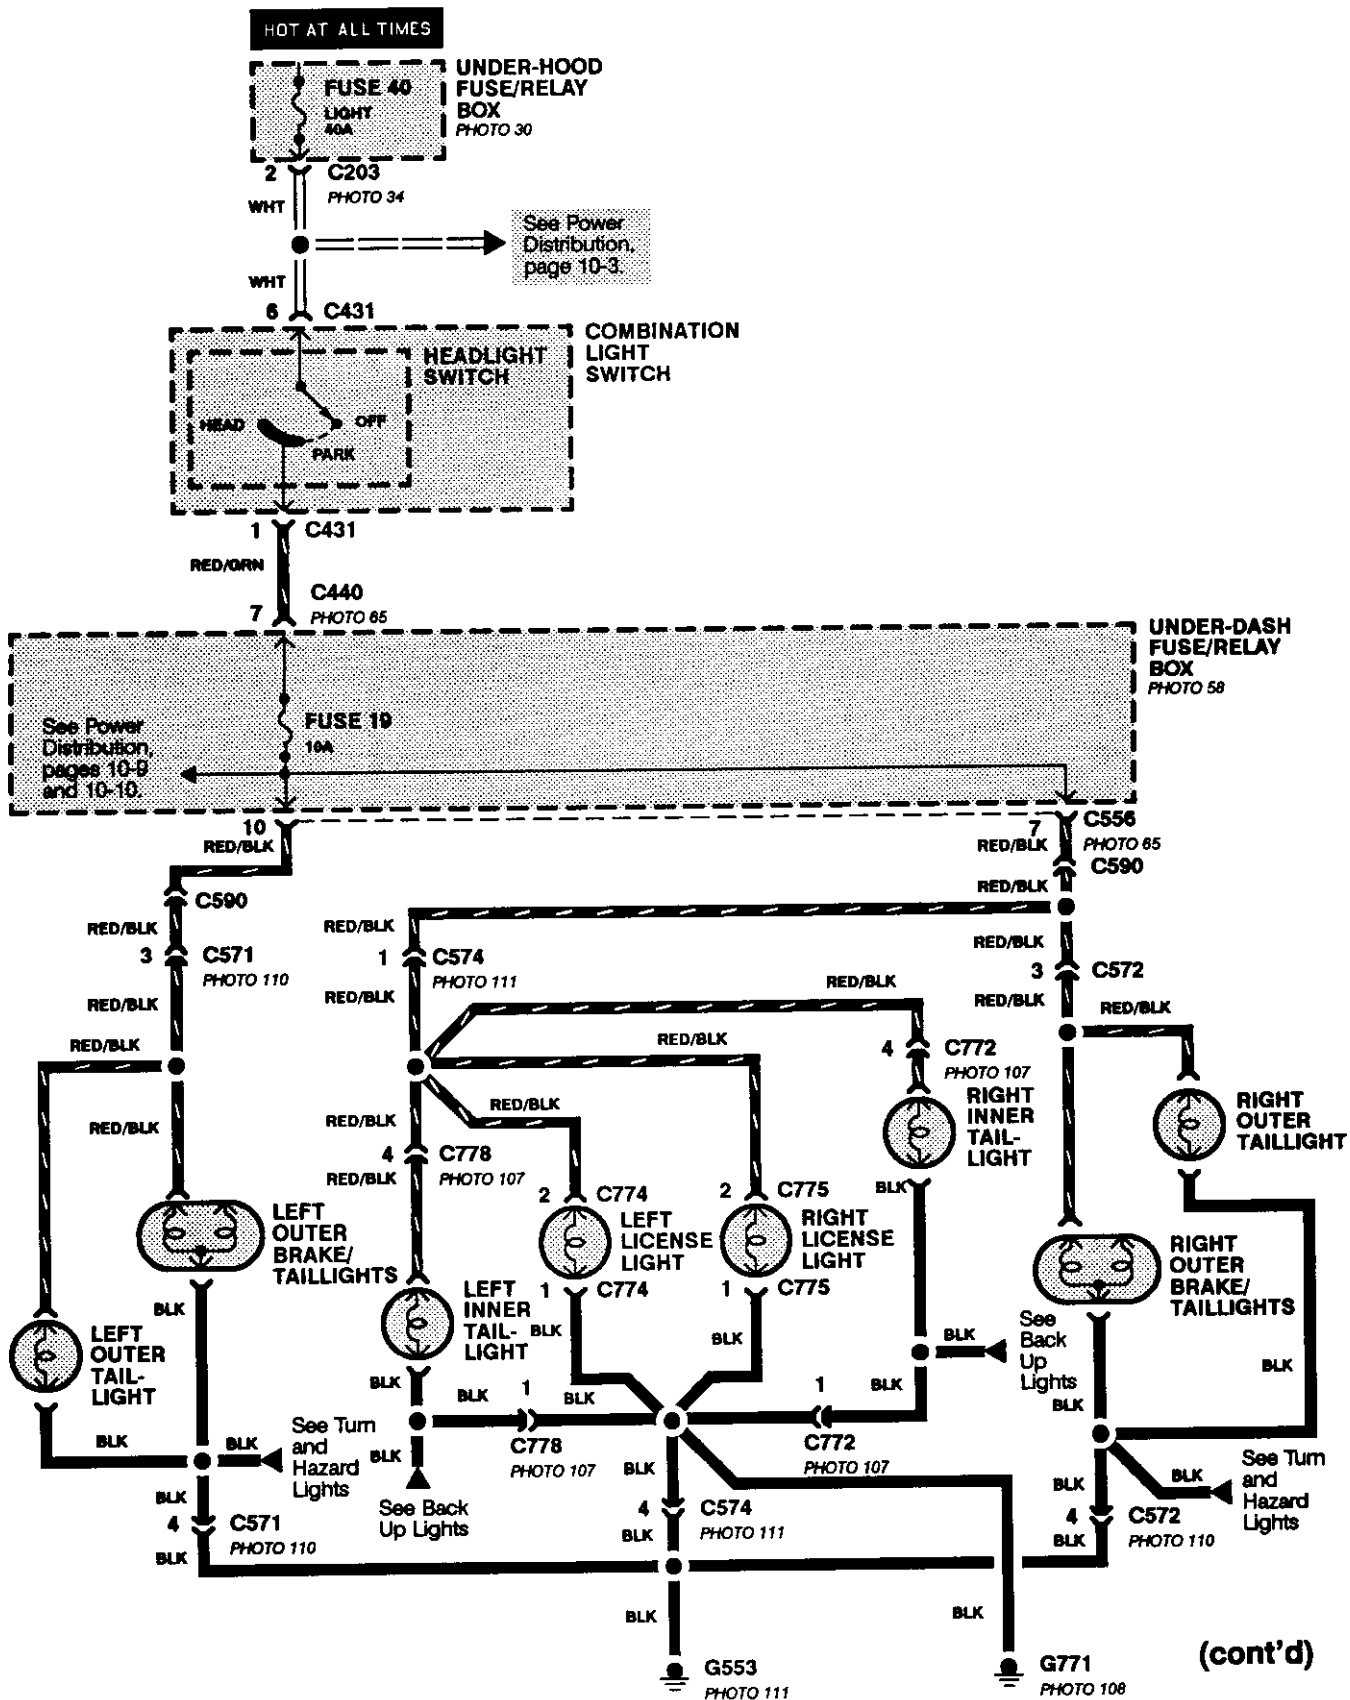 HOT AT ALL TIMES
FUSE 40
LIGHT
40A
UNDER-HOOD
FUSE/RELAY
BOX
PHOTO 30
2
C203
PHOTO 34
WHT
See Power
Distribution,
page 10-3.
WHT
6
C431
COMBINATION
LIGHT
SWITCH
HEADLIGHT
SWITCH
HEAD
OFF
PARK
1
C431
RED/GRN
C440
7
PHOTO 65
UNDER-DASH
FUSE/RELAY
BOX
PHOTO 58
FUSE 19
10A
See Power
Distribution,
pages 10-9
and 10-10.
10
RED/BLK
7
C556
PHOTO 65
RED/BLK
C590
C590
RED/BLK
RED/BLK
3
C571
PHOTO 110
RED/BLK
1
C574
PHOTO 111
RED/BLK
3
C572
RED/BLK
RED/BLK
RED/BLK
RED/BLK
RED/BLK
RED/BLK
RED/BLK
4
C772
PHOTO 107
RIGHT
INNER
TAIL-
LIGHT
RIGHT
OUTER
TAILLIGHT
RED/BLK
RED/BLK
RED/BLK
4
C778
PHOTO 107
RED/BLK
BLK
2
C774
2
C775
LEFT
OUTER
BRAKE/
TAILLIGHTS
LEFT
LICENSE
LIGHT
RIGHT
LICENSE
LIGHT
RIGHT
OUTER
BRAKE/
TAILLIGHTS
1
C774
1
C775
BLK
LEFT
INNER
TAIL-
LIGHT
BLK
BLK
LEFT
OUTER
TAIL-
LIGHT
BLK
See
Back
Up
Lights
BLK
BLK
BLK
1
BLK
1
BLK
BLK
BLK
BLK
See Turn
and
Hazard
Lights
BLK
C778
PHOTO 107
C772
PHOTO 107
BLK
BLK
BLK
See Turn
and
Hazard
Lights
BLK
4
C571
PHOTO 110
See Back
Up Lights
4
C574
PHOTO 111
4
C572
PHOTO 110
BLK
BLK
BLK
BLK
BLK
G553
PHOTO 111
G771
PHOTO 108
(cont'd)